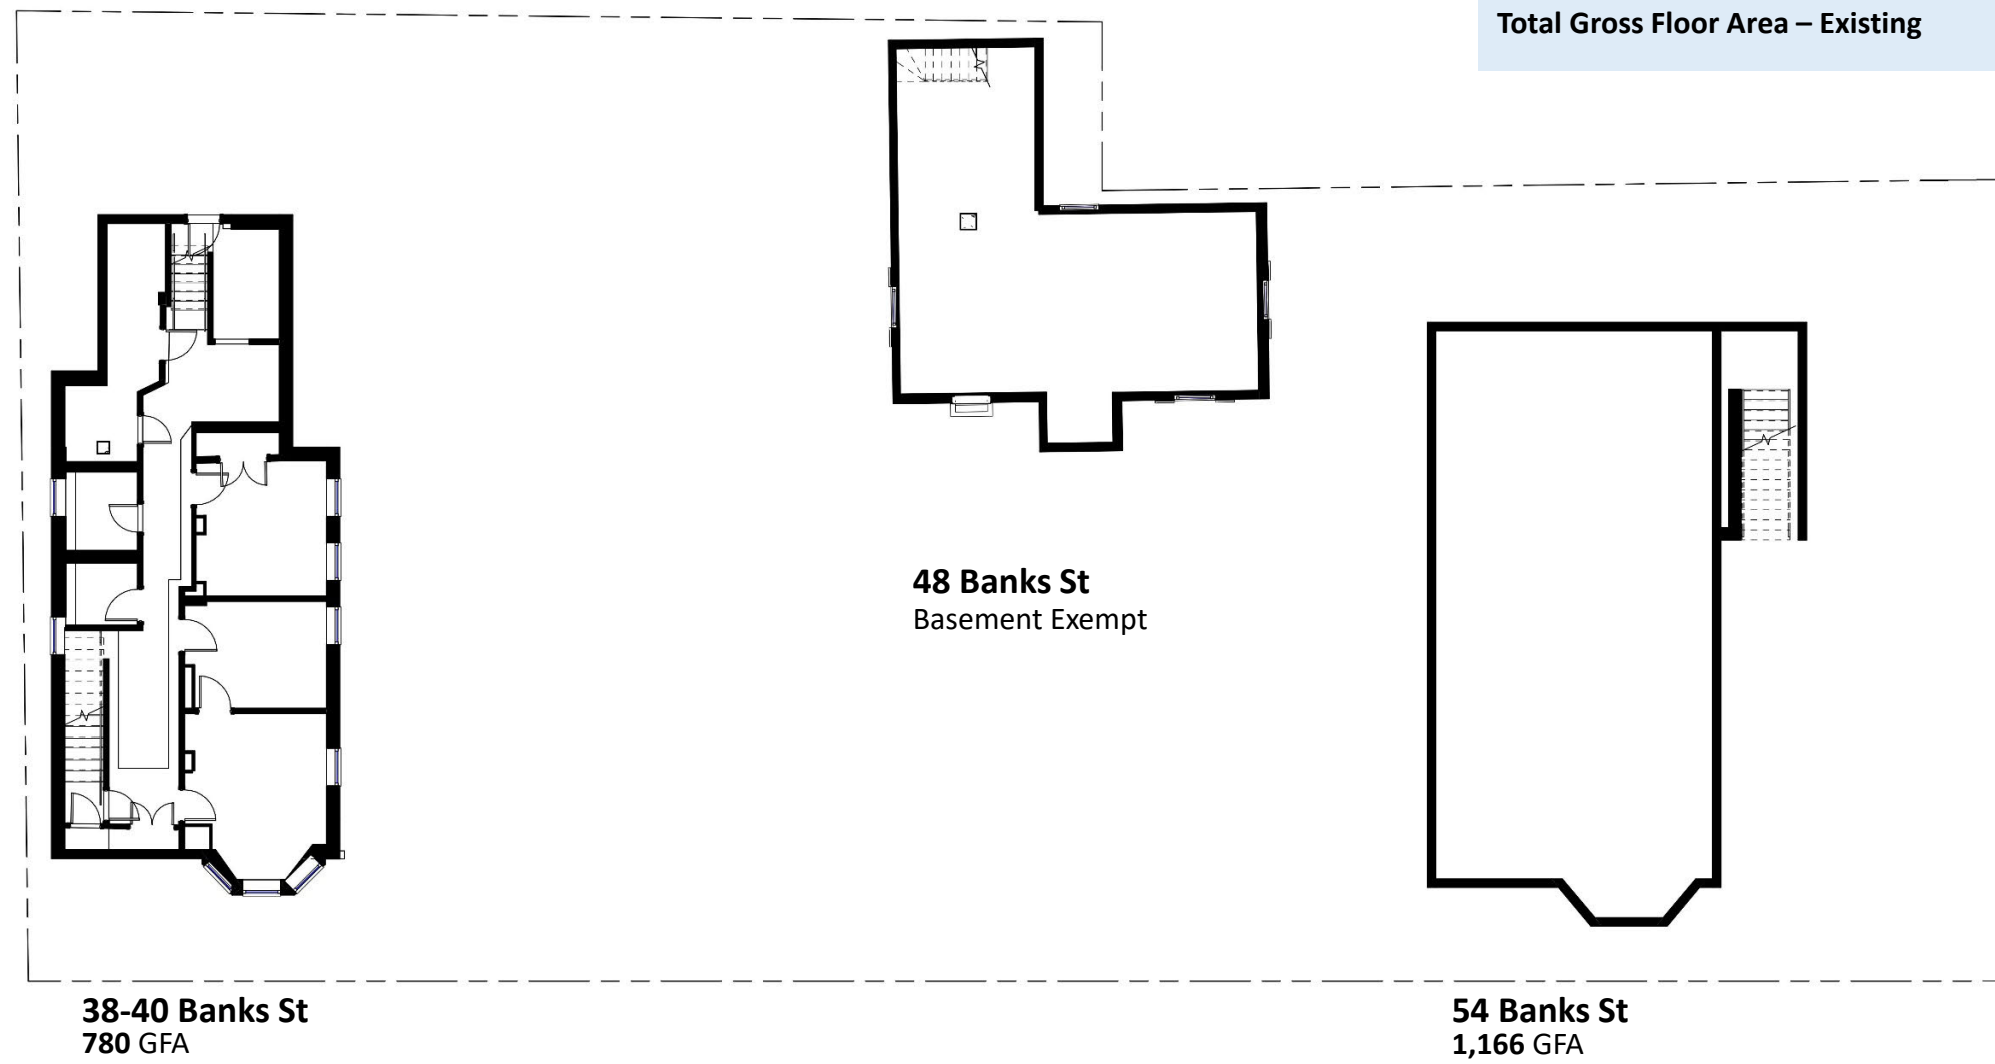 Total Gross Floor Area – Existing
48 Banks St
Basement Exempt
38-40 Banks St
780 GFA
54 Banks St
1,166 GFA